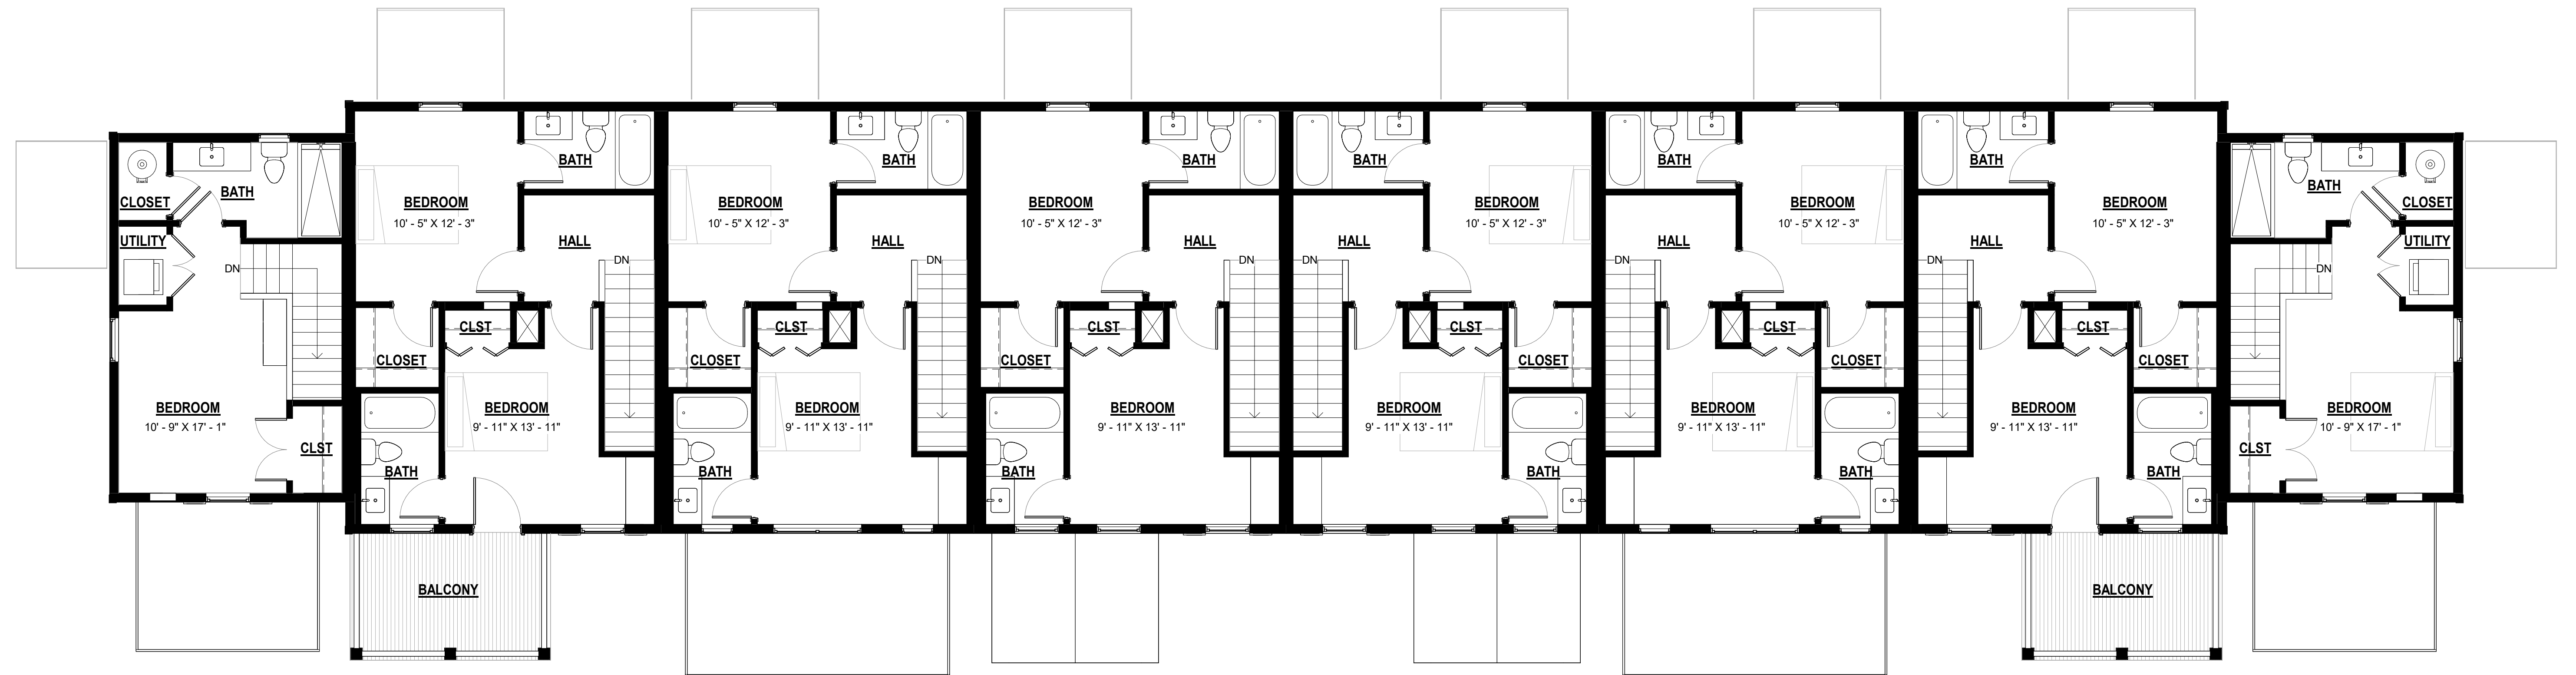 CLOSET
BATH
UTILITY
DN
BEDROOM
10' - 9" X 17' - 1"
CLST
BEDROOM
10' - 5" X 12' - 3"
BATH
HALL
DN
CLOSET
CLST
BEDROOM
9' - 11" X 13' - 11"
BATH
BALCONY
BEDROOM
10' - 5" X 12' - 3"
BATH
HALL
DN
CLOSET
CLST
BEDROOM
9' - 11" X 13' - 11"
BATH
BEDROOM
10' - 5" X 12' - 3"
BATH
HALL
DN
CLOSET
CLST
BEDROOM
9' - 11" X 13' - 11"
BATH
BATH
BEDROOM
10' - 5" X 12' - 3"
HALL
DN
CLST
CLOSET
BEDROOM
9' - 11" X 13' - 11"
BATH
BATH
BEDROOM
10' - 5" X 12' - 3"
HALL
DN
CLST
CLOSET
BEDROOM
9' - 11" X 13' - 11"
BATH
BATH
BEDROOM
10' - 5" X 12' - 3"
HALL
DN
CLST
CLOSET
BEDROOM
9' - 11" X 13' - 11"
BATH
BALCONY
BATH
CLOSET
UTILITY
DN
BEDROOM
10' - 9" X 17' - 1"
CLST